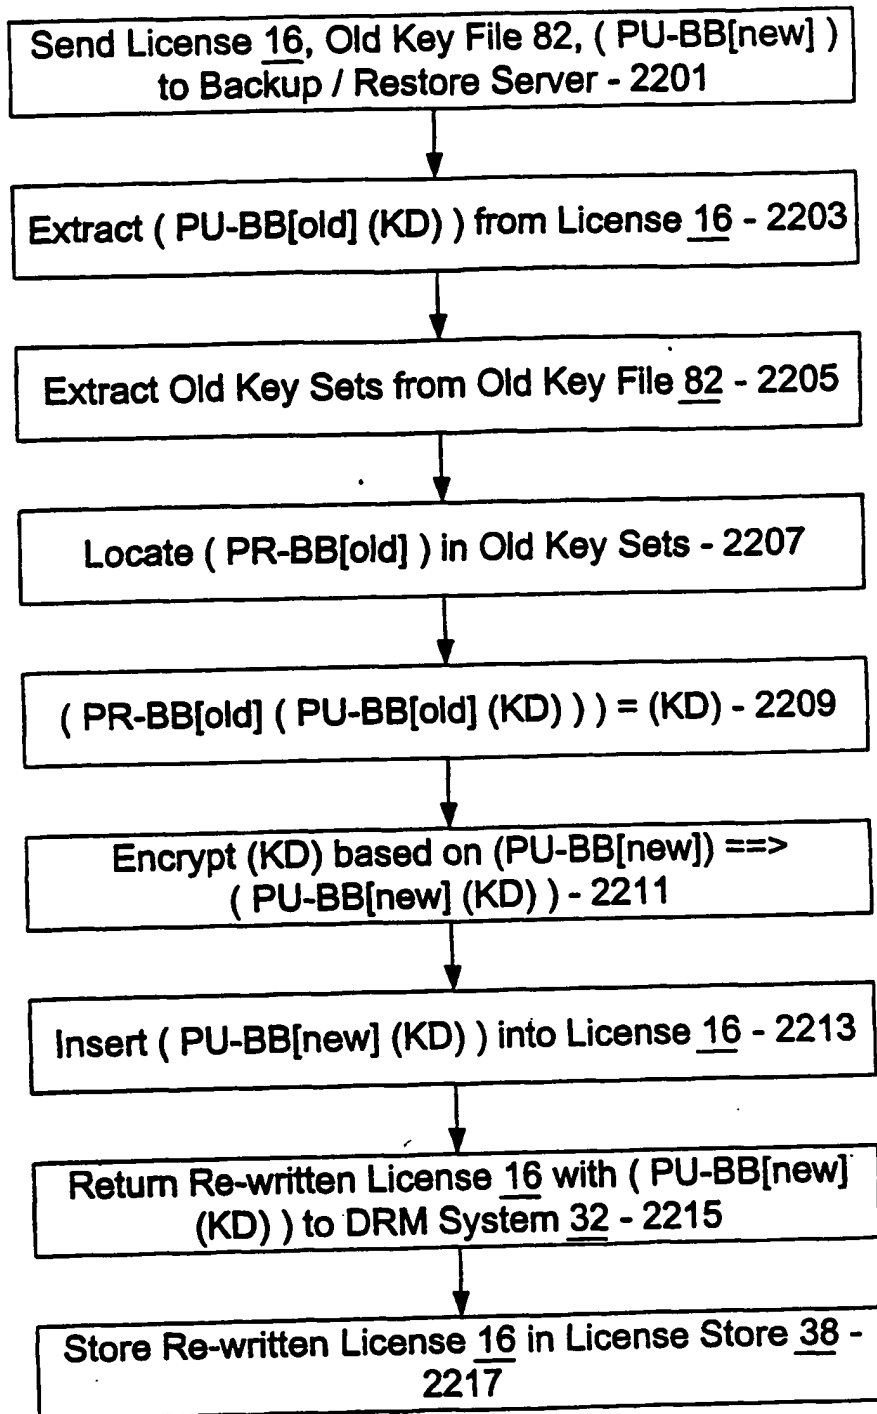 Send License 16, Old Key File 82, ( PU-BB[new] )
to Backup / Restore Server - 2201
Extract ( PU-BB[old] (KD) ) from License 16 - 2203
Extract Old Key Sets from Old Key File 82 - 2205
Locate ( PR-BB[old] ) in Old Key Sets - 2207
( PR-BB[old] ( PU-BB[old] (KD) ) ) = (KD) - 2209
Encrypt (KD) based on (PU-BB[new]) ==>
( PU-BB[new] (KD) ) - 2211
Insert ( PU-BB[new] (KD) ) into License 16 - 2213
Return Re-written License 16 with ( PU-BB[new]
(KD) ) to DRM System 32 - 2215
Store Re-written License 16 in License Store 38 -
2217